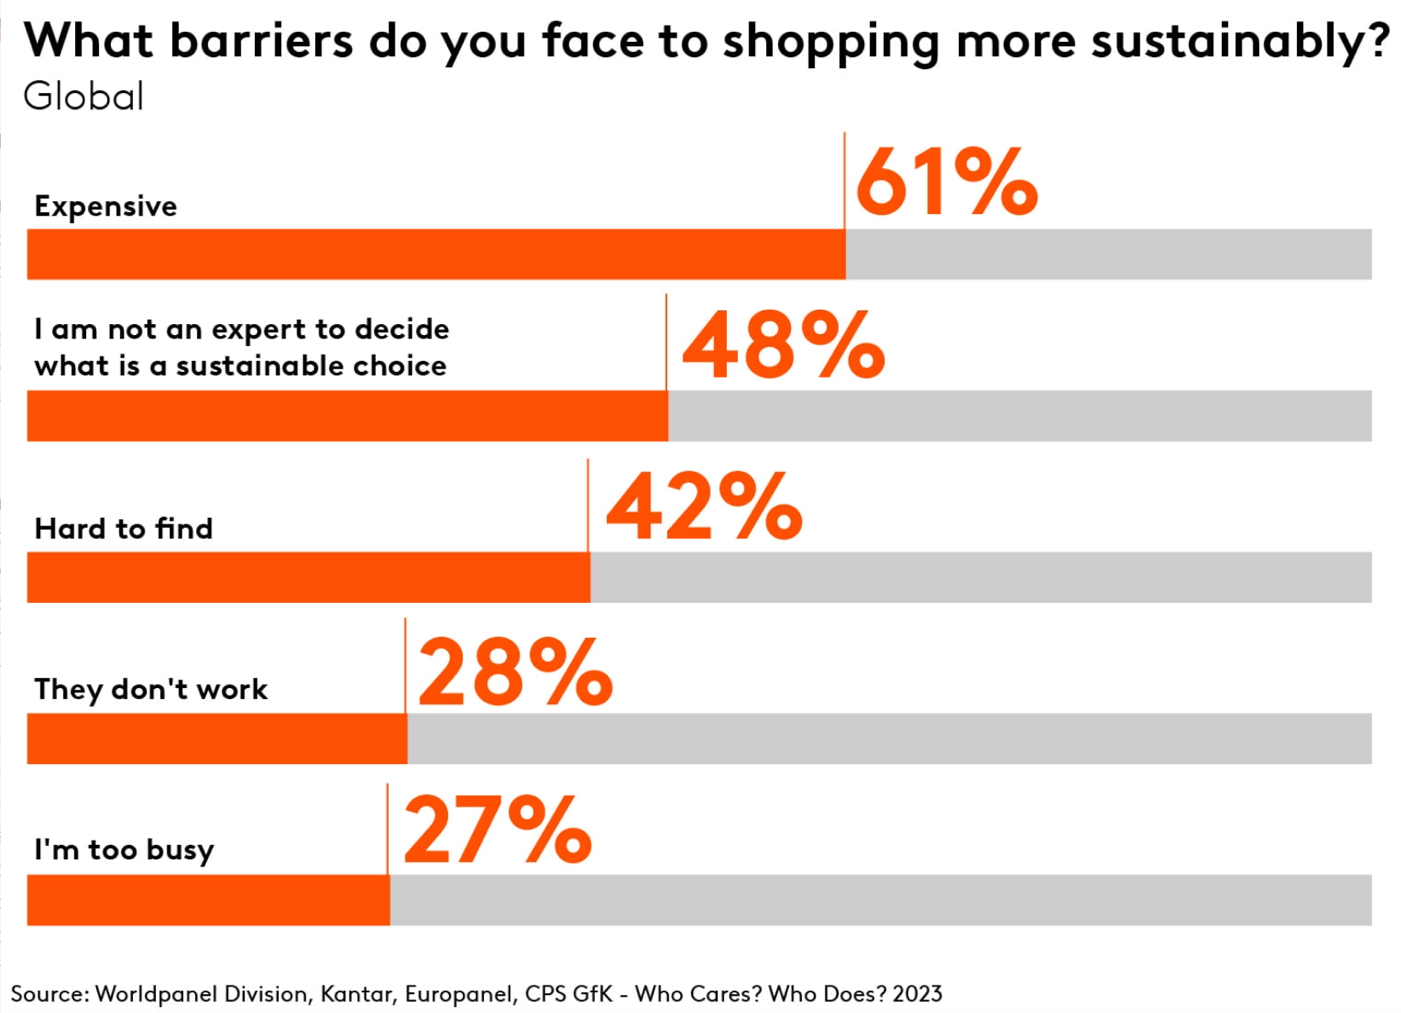 What barriers do you face to shopping more sustainably?
Global
61%
Expensive
48%
I am not an expert to decide
what is a sustainable choice
42%
Hard to find
28%
They don't work
27%
I'm too busy
Source: Worldpanel Division, Kantar, Europanel, CPS GfK - Who Cares? Who Does? 2023